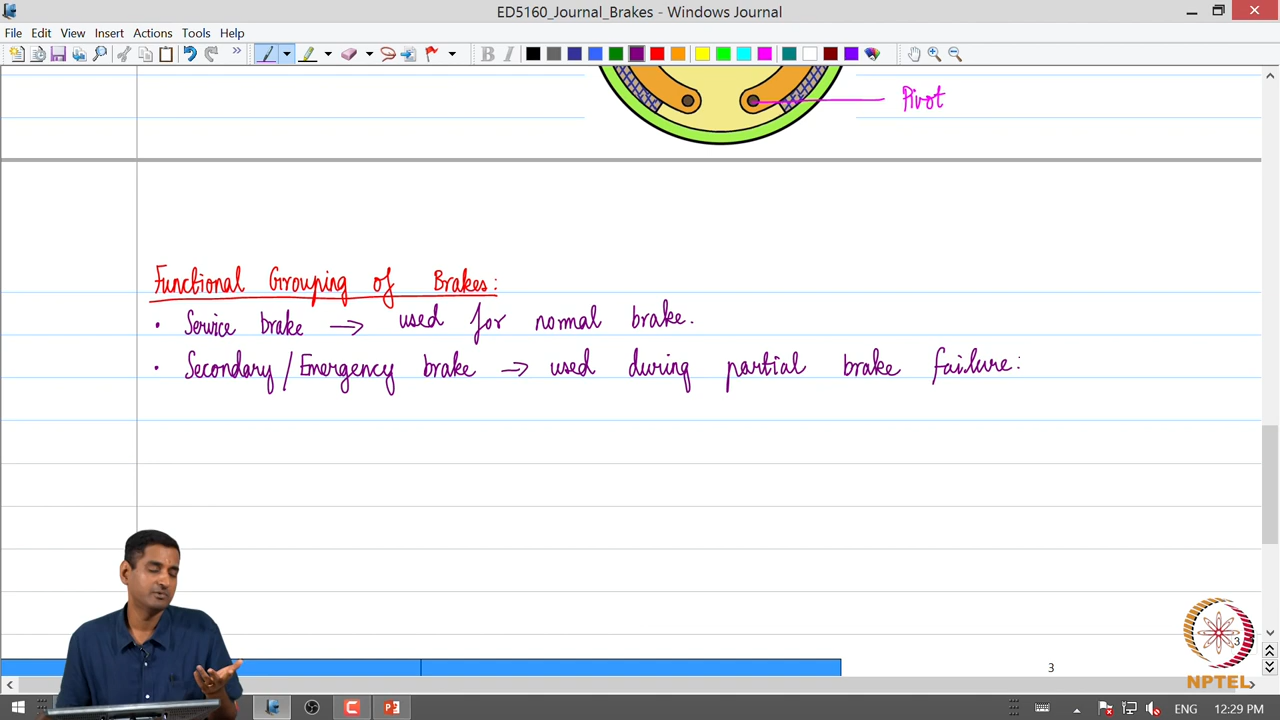 ED5160_Journal_Brakes - Windows Journal
File Edit View Insert Actions Tools Help
B I
Pivot
Functional Grouping of Brakes:
• Service brake → used for normal brake.
• Secondary/Emergency brake → used during partial brake failure:
3
3
NPTEL
ENG 12:29 PM